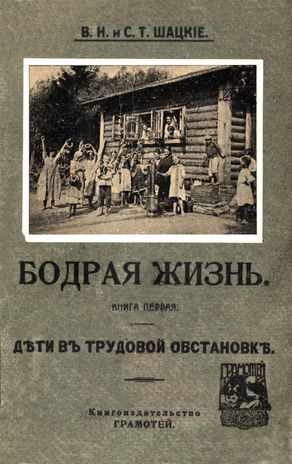 В. Н. и С. Т. ШАЦКІЕ.
БОДРАЯ ЖИЗНЬ.
КНИГА ПЕРВАЯ.
ДѢТИ ВЪ ТРУДОВОЙ ОБСТАНОВКѢ.
ГРАМОТЕЙ
Книгоиздательство
ГРАМОТЕЙ.